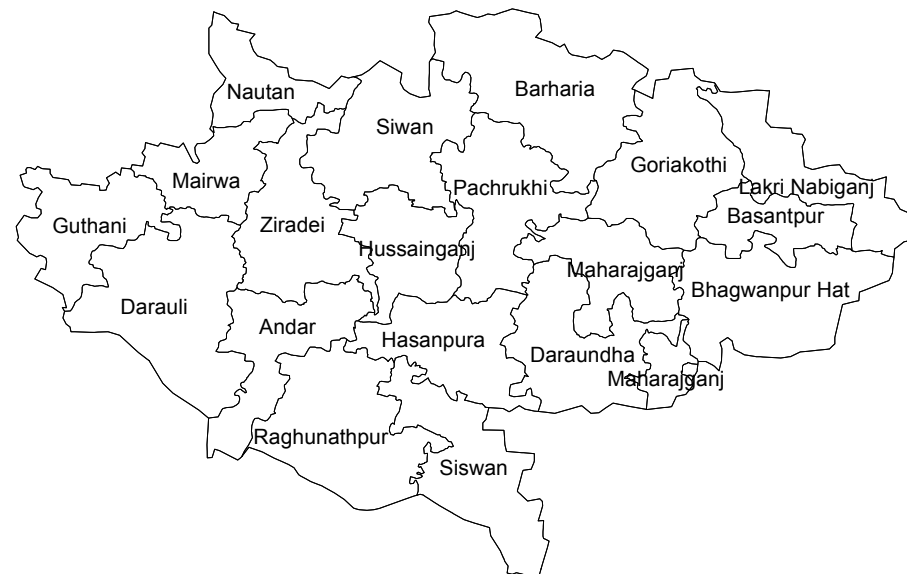 Nautan
Barharia
Siwan
Goriakothi
Mairwa
Pachrukhi
Lakri Nabiganj
Basantpur
Guthani
Ziradei
Hussainganj
Maharajganj
Bhagwanpur Hat
Darauli
Andar
Hasanpura
Daraundha
Maharajganj
Raghunathpur
Siswan